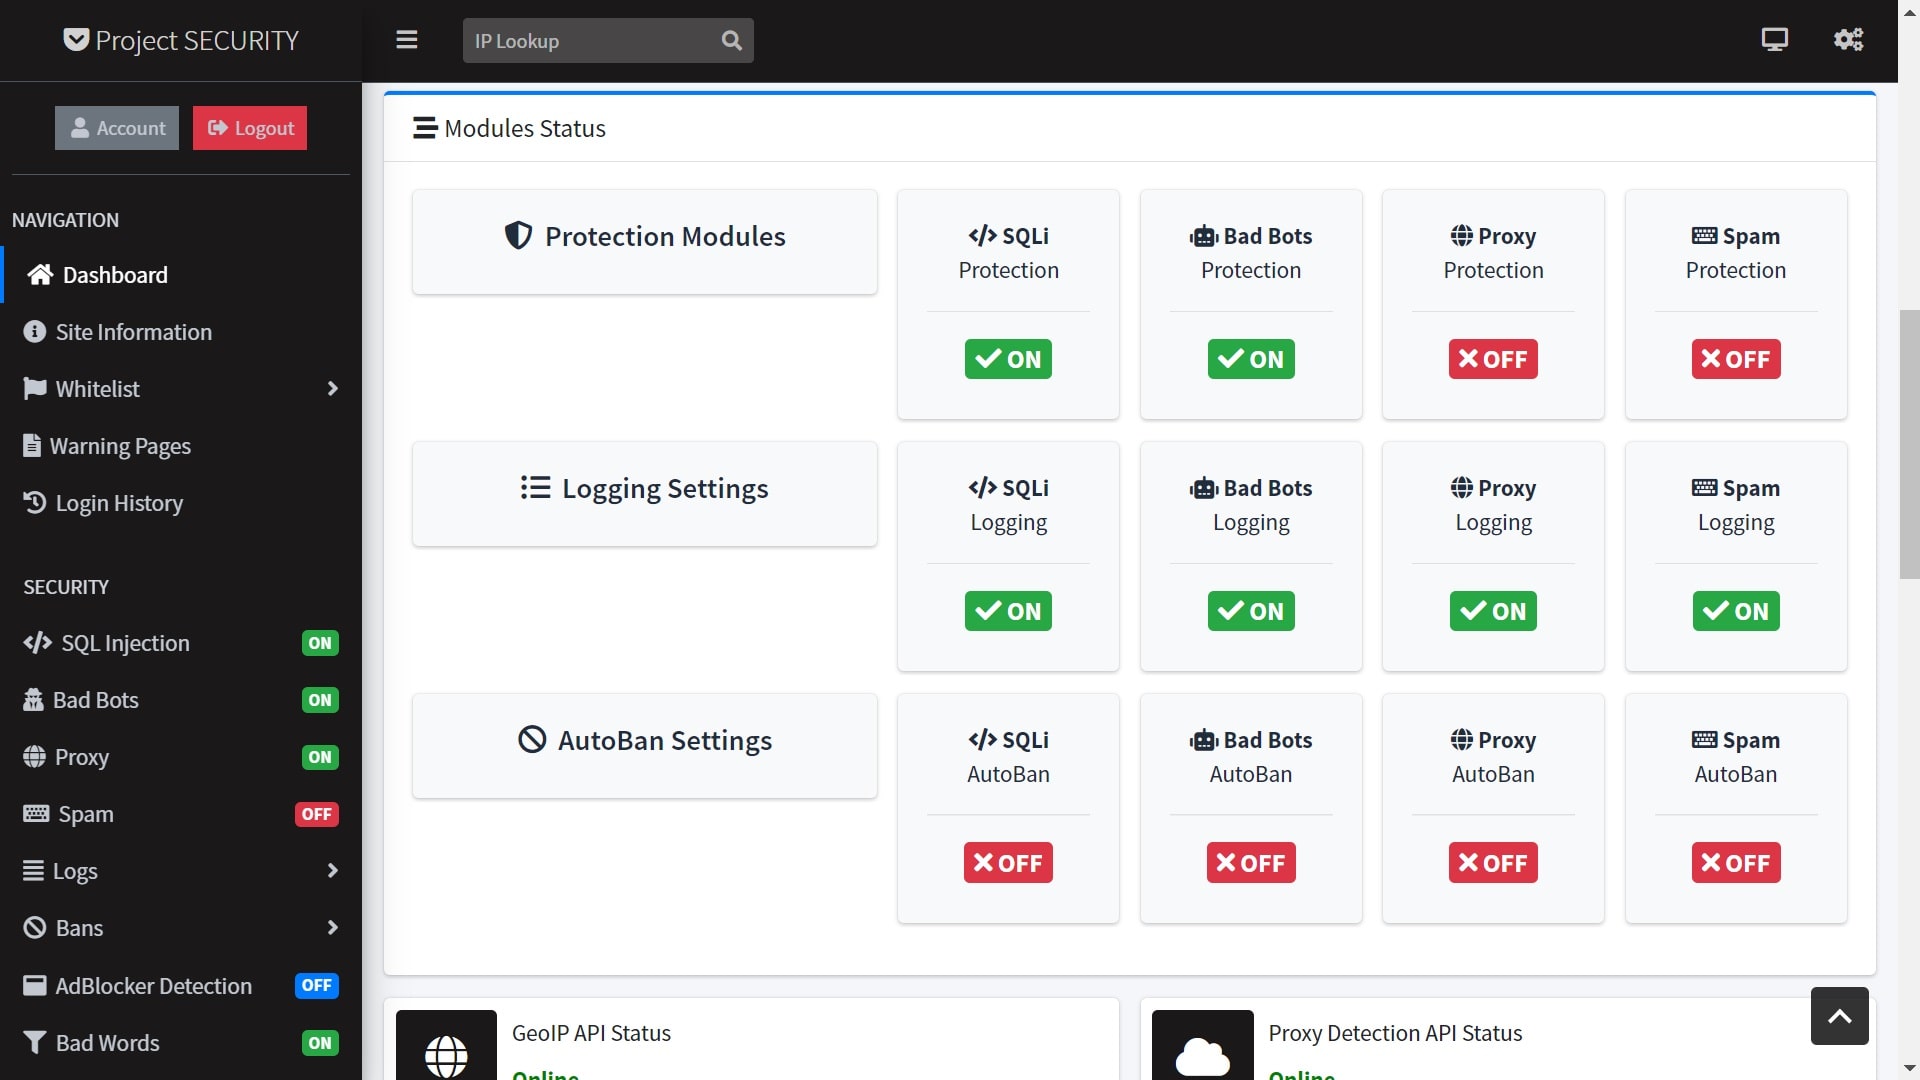 Project SECURITY
IP Lookup
Account
Logout
NAVIGATION
Dashboard
Site Information
Whitelist
Warning Pages
Login History
SECURITY
SQL Injection ON
Bad Bots ON
Proxy ON
Spam OFF
Logs
Bans
AdBlocker Detection OFF
Bad Words ON
Modules Status
Protection Modules
SQLi
Protection
ON
Bad Bots
Protection
ON
Proxy
Protection
OFF
Spam
Protection
OFF
Logging Settings
SQLi
Logging
ON
Bad Bots
Logging
ON
Proxy
Logging
ON
Spam
Logging
ON
AutoBan Settings
SQLi
AutoBan
OFF
Bad Bots
AutoBan
OFF
Proxy
AutoBan
OFF
Spam
AutoBan
OFF
GeoIP API Status
Online
Proxy Detection API Status
Online